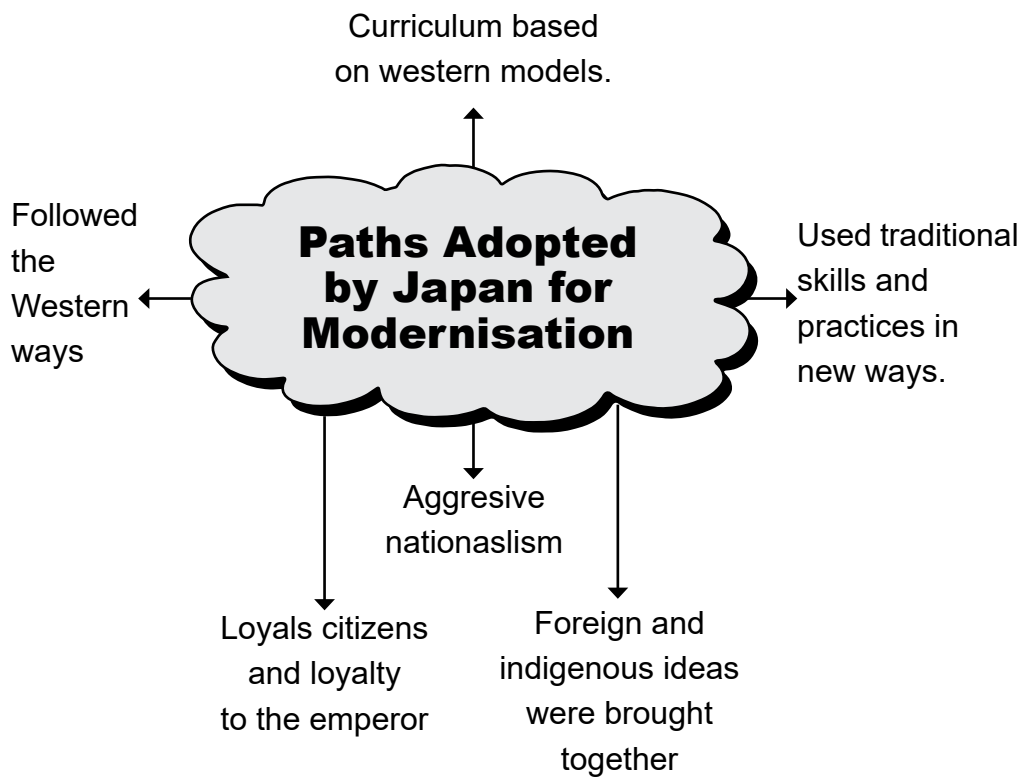 Curriculum based
on western models.
Paths Adopted
by Japan for
Modernisation
Followed
the
Western
ways
Used traditional
skills and
practices in
new ways.
Aggresive
nationaslism
Loyals citizens
and loyalty
to the emperor
Foreign and
indigenous ideas
were brought
together